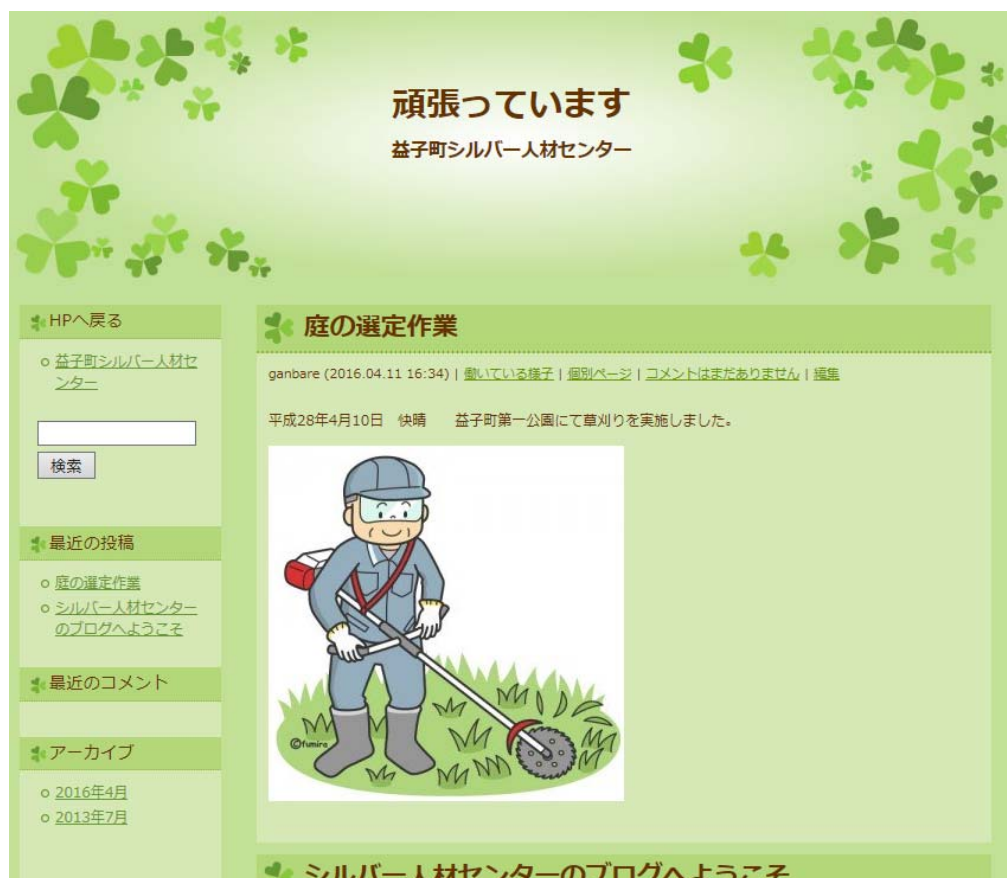 頑張っています
益子町シルバー人材センター
HPへ戻る
益子町シルバー人材セ
ンター
検索
最近の投稿
庭の選定作業
シルバー人材センター
のブログへようこそ
最近のコメント
アーカイブ
2016年4月
2013年7月
庭の選定作業
ganbare (2016.04.11 16:34) | 働いている様子 | 個別ページ | コメントはまだありません | 編集
平成28年4月10日　快晴　　益子町第一公園にて草刈りを実施しました。
©fumira
シルバー人材センターのブログへようこそ